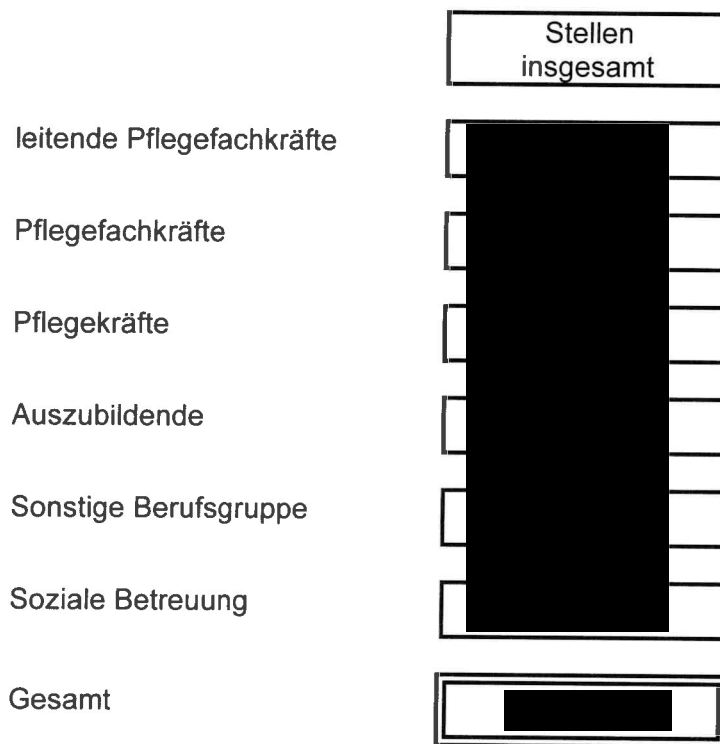 Stellen
insgesamt
leitende Pflegefachkräfte
Pflegefachkräfte
Pflegekräfte
Auszubildende
Sonstige Berufsgruppe
Soziale Betreuung
Gesamt